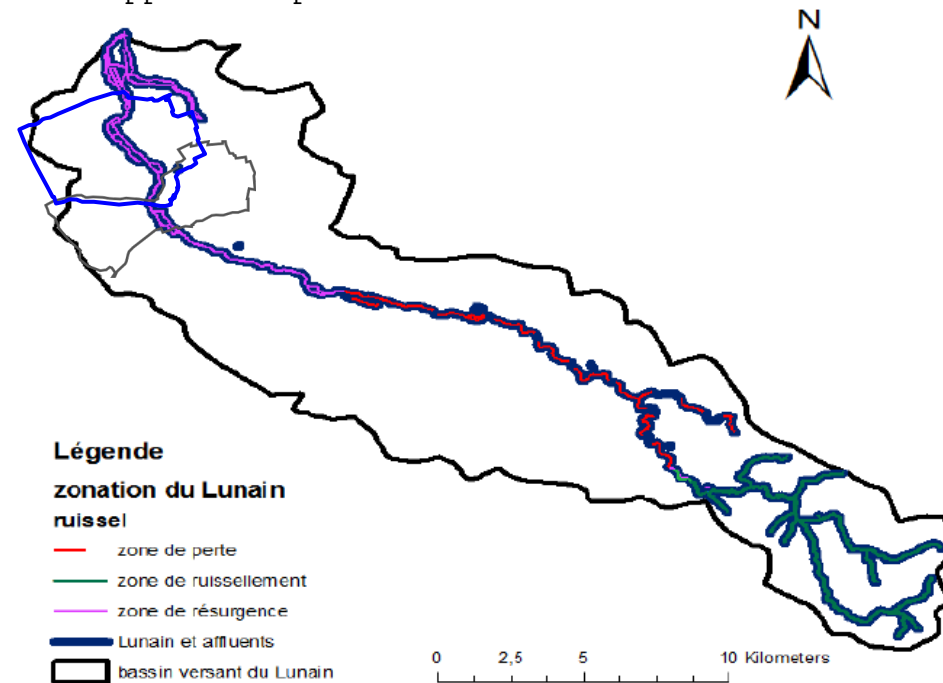 N
Légende
zonation du Lunain
ruissel
zone de perte
zone de ruissellement
zone de résurgence
Lunain et affluents
bassin versant du Lunain
0 2,5 5 10 Kilometers